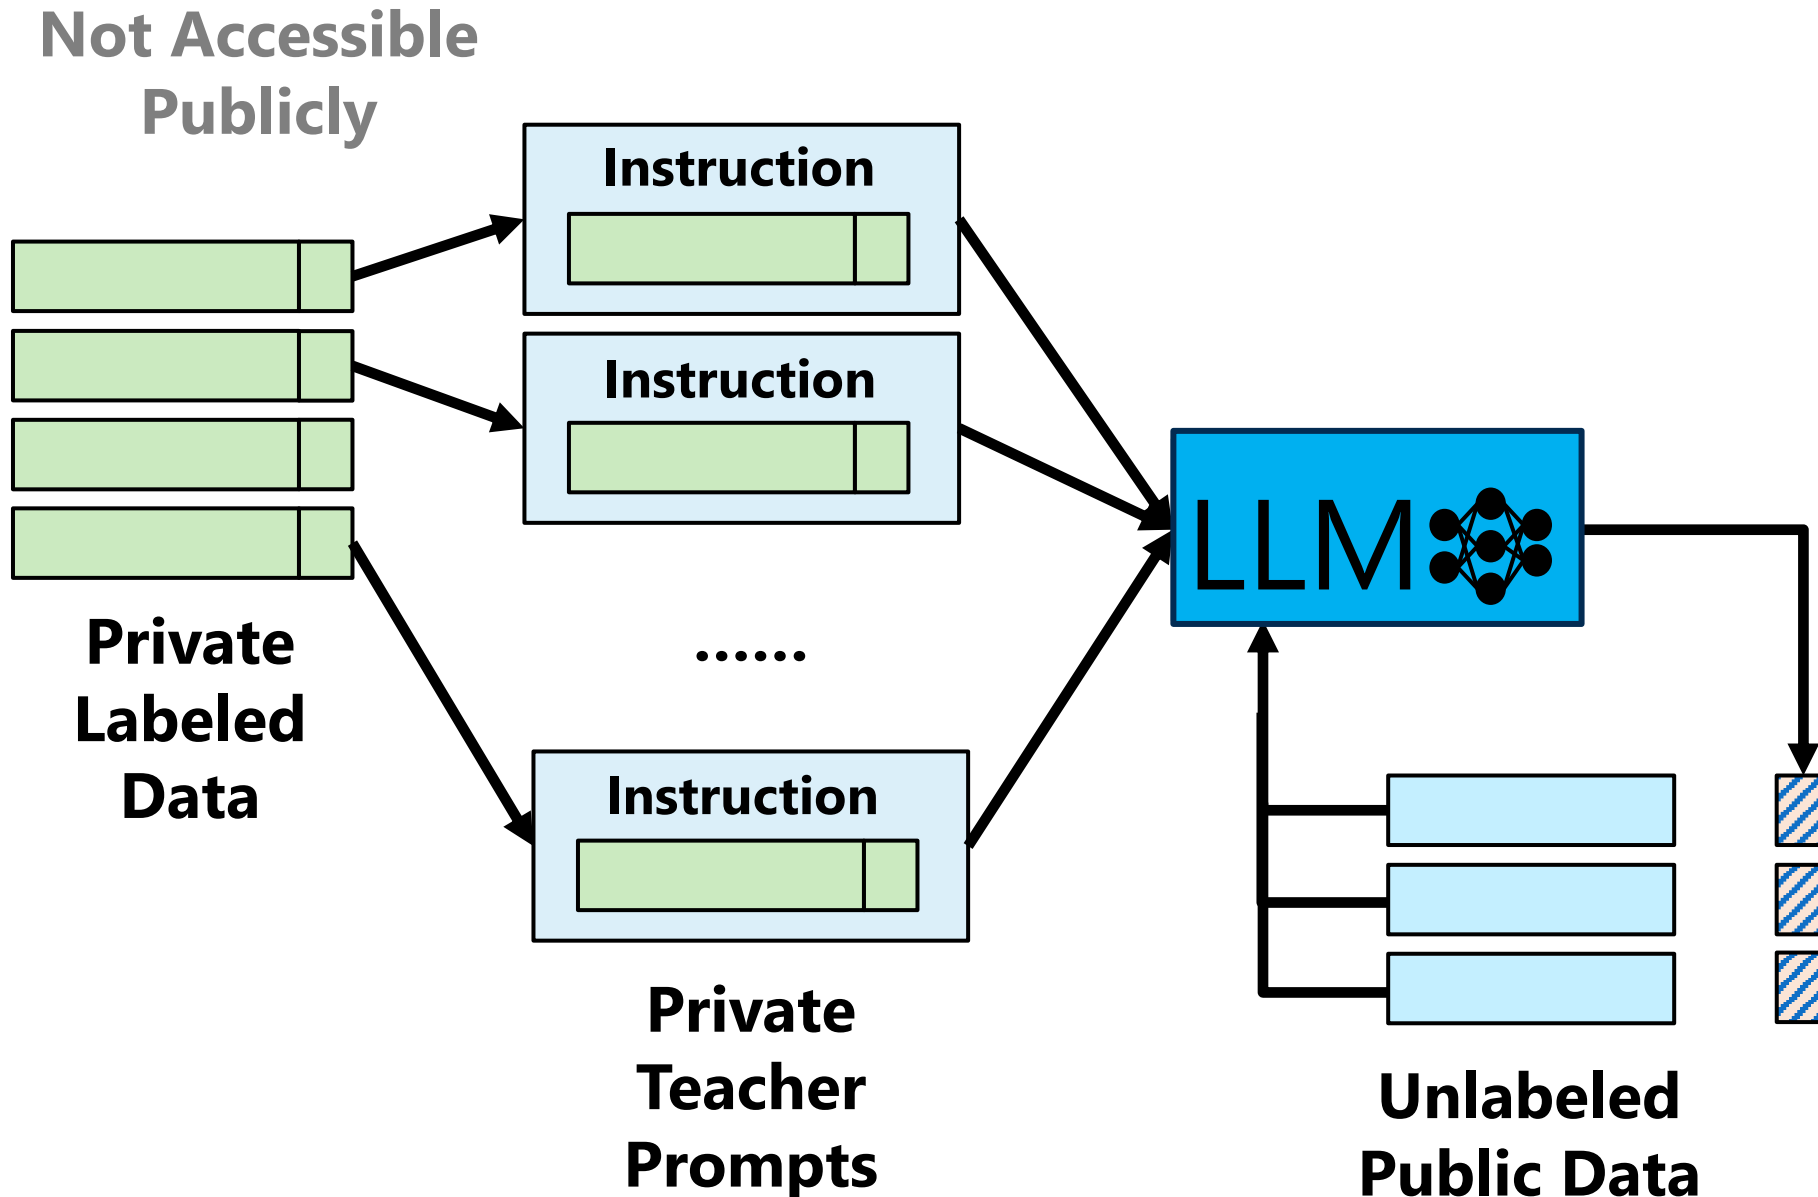 Not Accessible
Publicly
Instruction
Instruction
Private
Labeled
Data
......
Instruction
Private
Teacher
Prompts
LLM
Unlabeled
Public Data